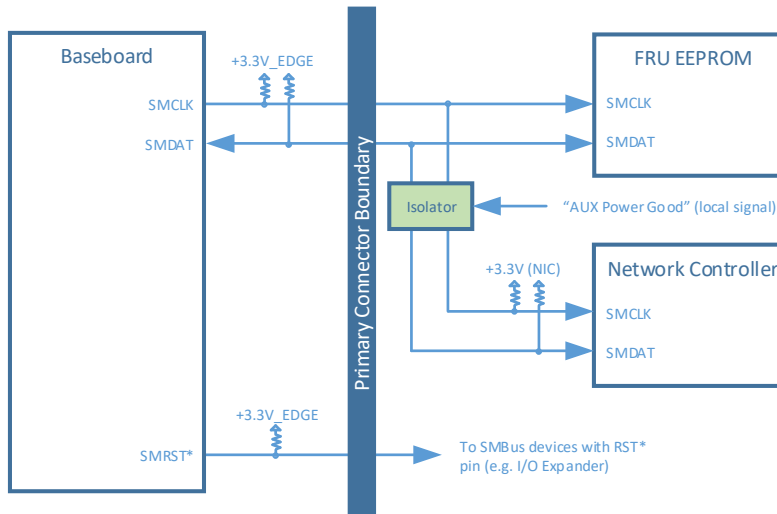 Baseboard
FRU EEPROM
+3.3V_EDGE
SMCLK
SMCLK
SMDAT
SMDAT
Primary Connector Boundary
Isolator
“AUX Power Good” (local signal)
+3.3V (NIC)
Network Controller
SMCLK
SMDAT
+3.3V_EDGE
SMRST*
To SMBus devices with RST*
pin (e.g. I/O Expander)